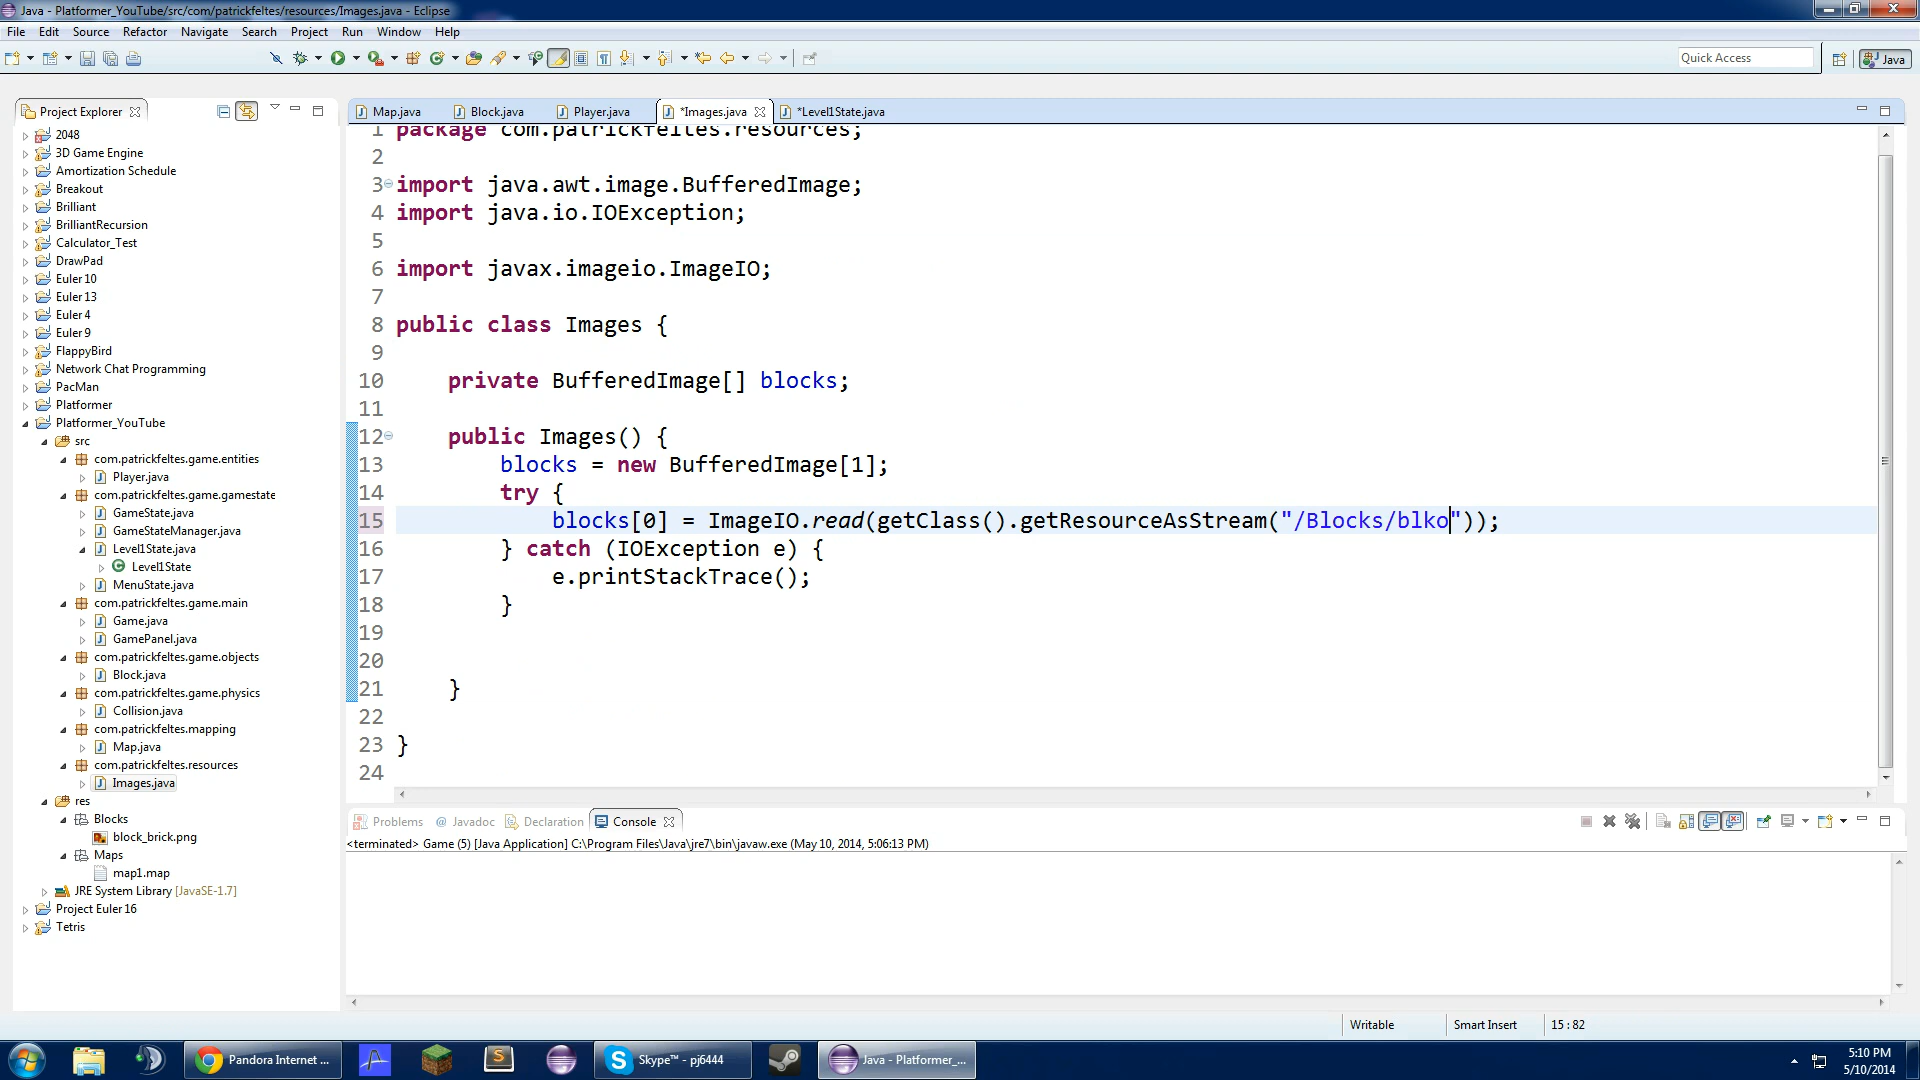 Java - Platformer_YouTube/src/com/patrickfeltes/resources/Images.java - Eclipse
File Edit Source Refactor Navigate Search Project Run Window Help
Quick Access
Java
Project Explorer
2048
3D Game Engine
Amortization Schedule
Breakout
Brilliant
BrilliantRecursion
Calculator_Test
DrawPad
Euler 10
Euler 13
Euler 4
Euler 9
FlappyBird
Network Chat Programming
PacMan
Platformer
Platformer_YouTube
src
com.patrickfeltes.game.entities
Player.java
com.patrickfeltes.game.gamestate
GameState.java
GameStateManager.java
Level1State.java
Level1State
MenuState.java
com.patrickfeltes.game.main
Game.java
GamePanel.java
com.patrickfeltes.game.objects
Block.java
com.patrickfeltes.game.physics
Collision.java
com.patrickfeltes.mapping
Map.java
com.patrickfeltes.resources
Images.java
res
Blocks
block_brick.png
Maps
map1.map
JRE System Library [JavaSE-1.7]
Project Euler 16
Tetris
Map.java Block.java Player.java *Images.java *Level1State.java
1 package com.patrickfeltes.resources;
2
3 import java.awt.image.BufferedImage;
4 import java.io.IOException;
5
6 import javax.imageio.ImageIO;
7
8 public class Images {
9
10 private BufferedImage[] blocks;
11
12 public Images() {
13 blocks = new BufferedImage[1];
14 try {
15 blocks[0] = ImageIO.read(getClass().getResourceAsStream("/Blocks/blko"));
16 } catch (IOException e) {
17 e.printStackTrace();
18 }
19
20
21 }
22
23 }
24
Problems @ Javadoc Declaration Console
<terminated> Game (5) [Java Application] C:\Program Files\Java\jre7\bin\javaw.exe (May 10, 2014, 5:06:13 PM)
Writable Smart Insert 15 : 82
Pandora Internet ... Skype™ - pj6444 Java - Platformer_...
5:10 PM
5/10/2014